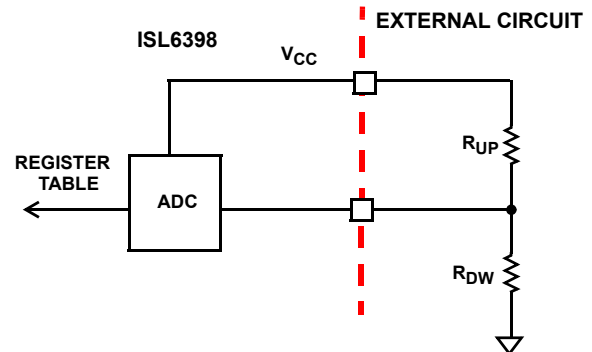 EXTERNAL CIRCUIT
ISL6398
VCC
RUP
REGISTER
TABLE
ADC
RDW